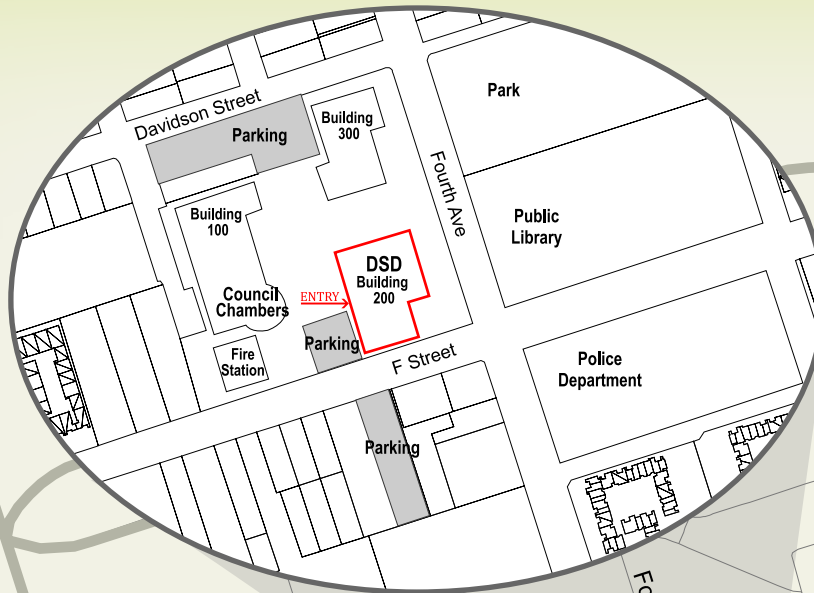 Park
Davidson Street
Parking
Building
300
Fourth Ave
Building
100
Public
Library
DSD
Building
200
ENTRY
Council
Chambers
Parking
Fire
Station
F Street
Police
Department
Parking